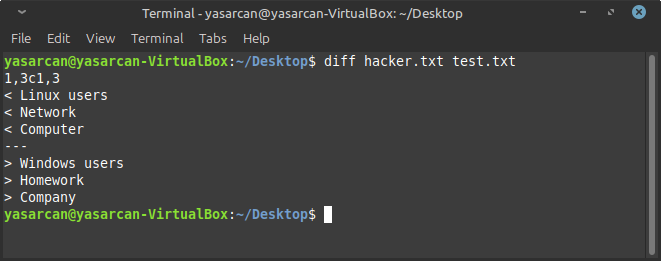 Terminal - yasarcan@yasarcan-VirtualBox: ~/Desktop
File Edit View Terminal Tabs Help
yasarcan@yasarcan-VirtualBox:~/Desktop$ diff hacker.txt test.txt
1,3c1,3
< Linux users
< Network
< Computer
---
> Windows users
> Homework
> Company
yasarcan@yasarcan-VirtualBox:~/Desktop$